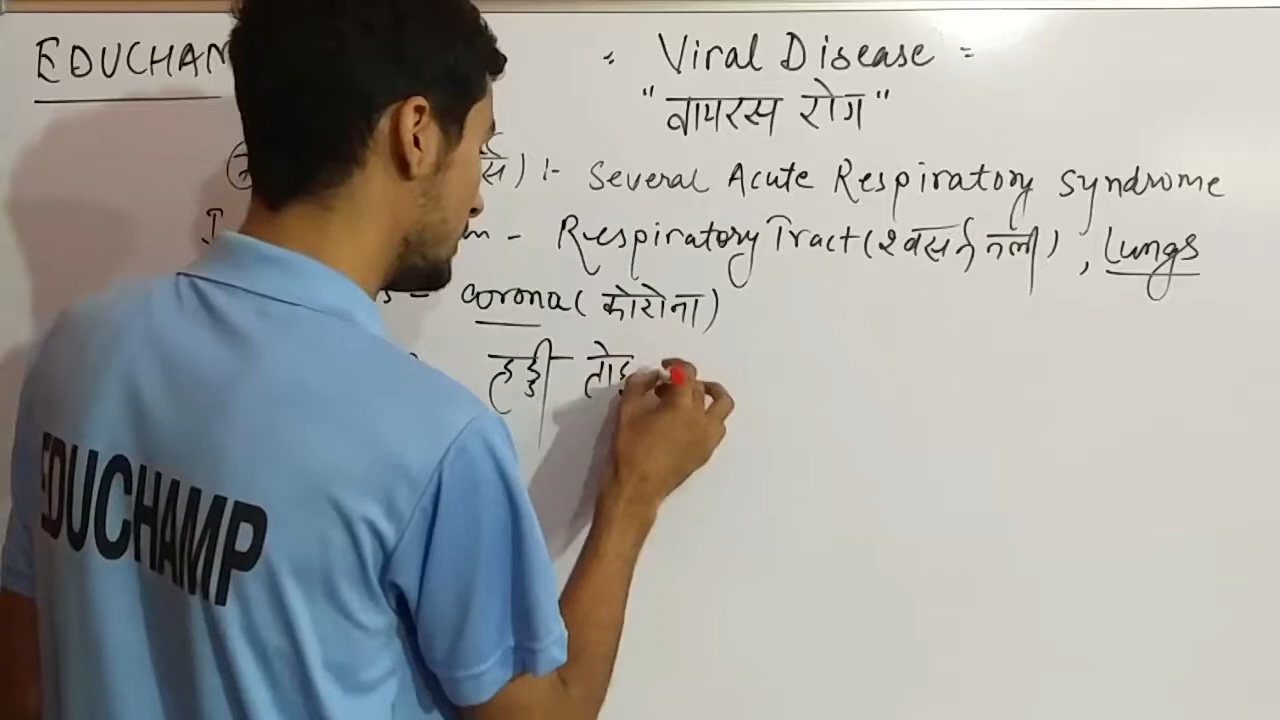 EDUCHAM
Viral Disease =
"वायरस रोग"
) :- Several Acute Respiratory Syndrome
- Respiratory Tract (श्वसन नली) , Lungs
- corona (कोरोना)
हड्डी तोड़
EDUCHAMP